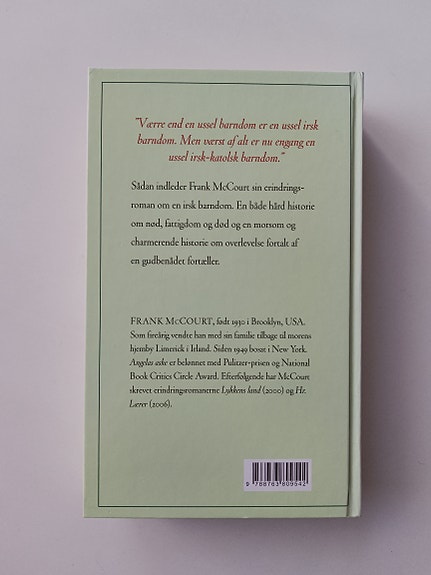 "Værre end en ussel barndom er en ussel irsk
barndom. Men værst af alt er nu engang en
ussel irsk-katolsk barndom."
Sådan indleder Frank McCourt sin erindrings-
roman om en irsk barndom. En både hård historie
om nød, fattigdom og død og en morsom og
charmerende historie om overlevelse fortalt af
en gudbenådet fortæller.
FRANK McCOURT, født 1930 i Brooklyn, USA.
Som fireårig vendte han med sin familie tilbage til morens
hjemby Limerick i Irland. Siden 1949 bosat i New York.
Angelas aske er belønnet med Pulitzer-prisen og National
Book Critics Circle Award. Efterfølgende har McCourt
skrevet erindringsromanerne Lykkens land (2000) og Hr.
Lærer (2006).
9 788763 809542